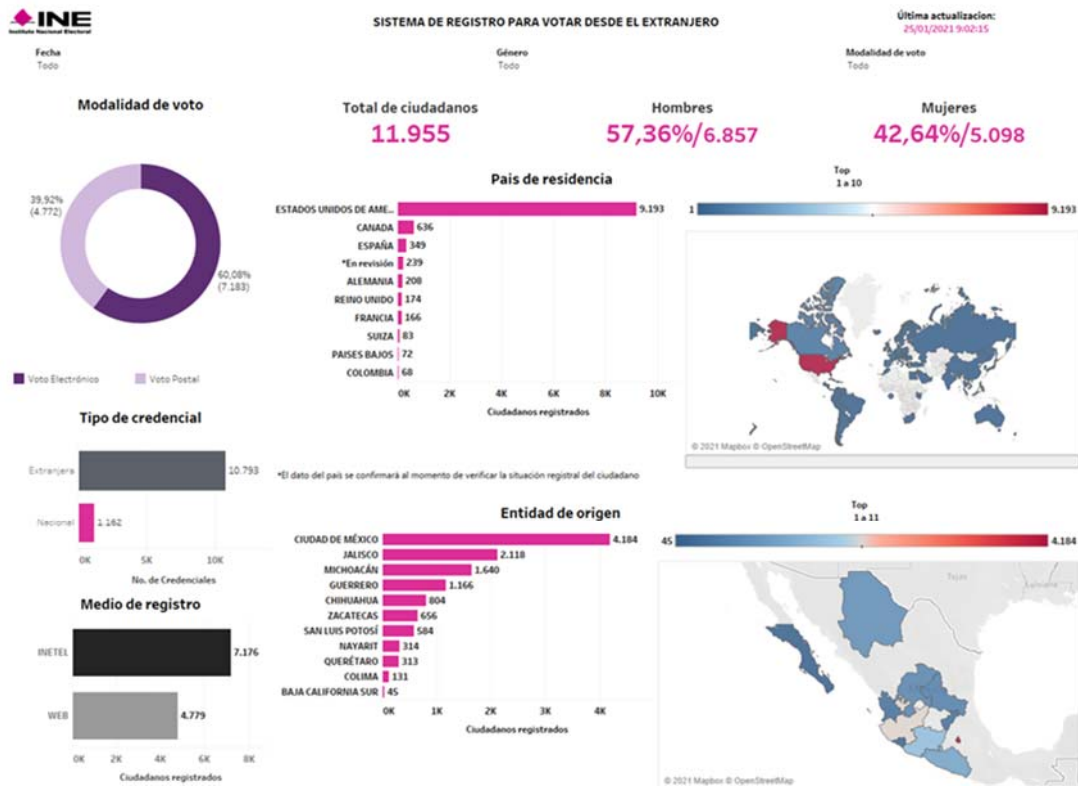 INE
Instituto Nacional Electoral
SISTEMA DE REGISTRO PARA VOTAR DESDE EL EXTRANJERO
Última actualizacion:
25/01/2021 9:02:15
Fecha
Todo
Género
Todo
Modalidad de voto
Todo
Modalidad de voto
39,92%
(4.772)
60,08%
(7.183)
Voto Electrónico
Voto Postal
Total de ciudadanos
11.955
Hombres
57,36%/6.857
Mujeres
42,64%/5.098
País de residencia
ESTADOS UNIDOS DE AME.. 9.193
CANADA 636
ESPAÑA 349
*En revisión 239
ALEMANIA 208
REINO UNIDO 174
FRANCIA 166
SUIZA 83
PAISES BAJOS 72
COLOMBIA 68
0K 2K 4K 6K 8K 10K
Ciudadanos registrados
Top
1 a 10
1 9.193
© 2021 Mapbox © OpenStreetMap
*El dato del país se confirmará al momento de verificar la situación registral del ciudadano
Tipo de credencial
Extranjera 10.793
Nacional 1.162
0K 5K 10K
No. de Credenciales
Medio de registro
INETEL 7.176
WEB 4.779
0K 2K 4K 6K 8K
Ciudadanos registrados
Entidad de origen
CIUDAD DE MÉXICO 4.184
JALISCO 2.118
MICHOACÁN 1.640
GUERRERO 1.166
CHIHUAHUA 804
ZACATECAS 656
SAN LUIS POTOSÍ 584
NAYARIT 314
QUERÉTARO 313
COLIMA 131
BAJA CALIFORNIA SUR 45
0K 1K 2K 3K 4K
Ciudadanos registrados
Top
1 a 11
45 4.184
© 2021 Mapbox © OpenStreetMap